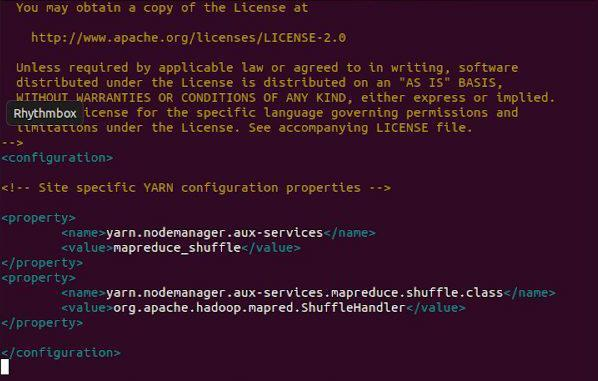 You may obtain a copy of the License at
http://www.apache.org/licenses/LICENSE-2.0
Unless required by applicable law or agreed to in writing, software
distributed under the License is distributed on an "AS IS" BASIS,
WITHOUT WARRANTIES OR CONDITIONS OF ANY KIND, either express or implied.
Rhythmbox
icense for the specific language governing permissions and
limitations under the License. See accompanying LICENSE file.
-->
<configuration>
<!-- Site specific YARN configuration properties -->
<property>
<name>yarn.nodemanager.aux-services</name>
<value>mapreduce_shuffle</value>
</property>
<property>
<name>yarn.nodemanager.aux-services.mapreduce.shuffle.class</name>
<value>org.apache.hadoop.mapred.ShuffleHandler</value>
</property>
</configuration>